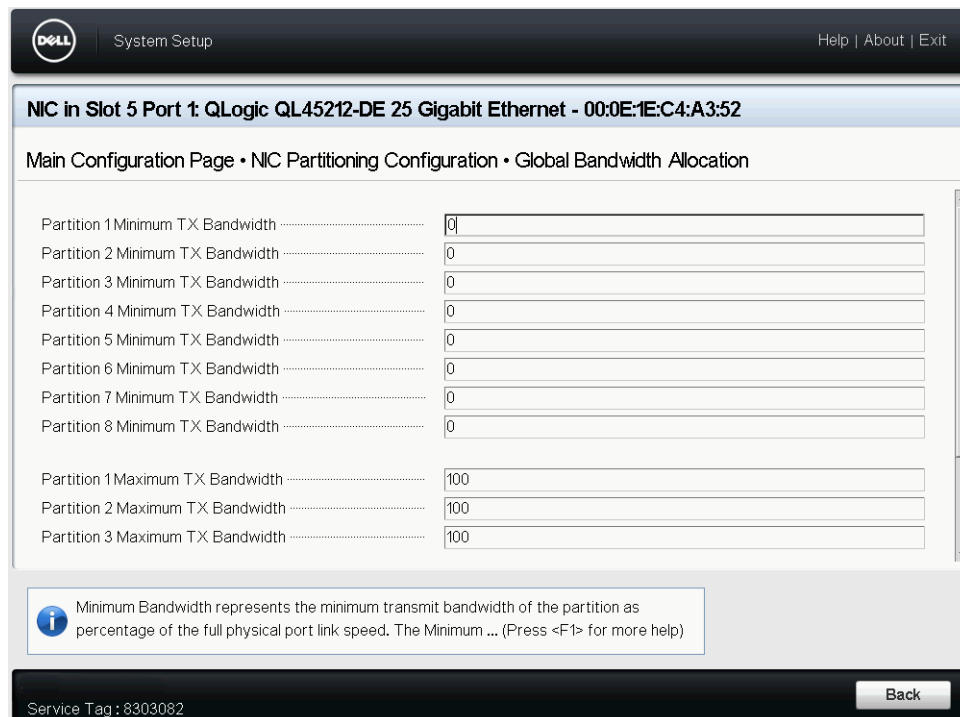 DELL
System Setup
Help | About | Exit
NIC in Slot 5 Port 1: QLogic QL45212-DE 25 Gigabit Ethernet - 00:0E:1E:C4:A3:52
Main Configuration Page • NIC Partitioning Configuration • Global Bandwidth Allocation
Partition 1 Minimum TX Bandwidth 0
Partition 2 Minimum TX Bandwidth 0
Partition 3 Minimum TX Bandwidth 0
Partition 4 Minimum TX Bandwidth 0
Partition 5 Minimum TX Bandwidth 0
Partition 6 Minimum TX Bandwidth 0
Partition 7 Minimum TX Bandwidth 0
Partition 8 Minimum TX Bandwidth 0
Partition 1 Maximum TX Bandwidth 100
Partition 2 Maximum TX Bandwidth 100
Partition 3 Maximum TX Bandwidth 100
Minimum Bandwidth represents the minimum transmit bandwidth of the partition as
percentage of the full physical port link speed. The Minimum ... (Press <F1> for more help)
Back
Service Tag : 8303082